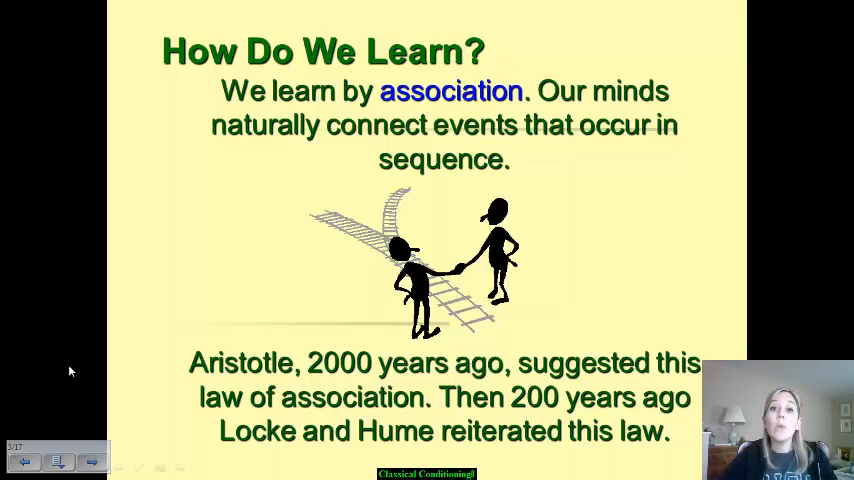 How Do We Learn?
We learn by association. Our minds
naturally connect events that occur in
sequence.
Aristotle, 2000 years ago, suggested this
law of association. Then 200 years ago
Locke and Hume reiterated this law.
3/17
Classical Conditioning